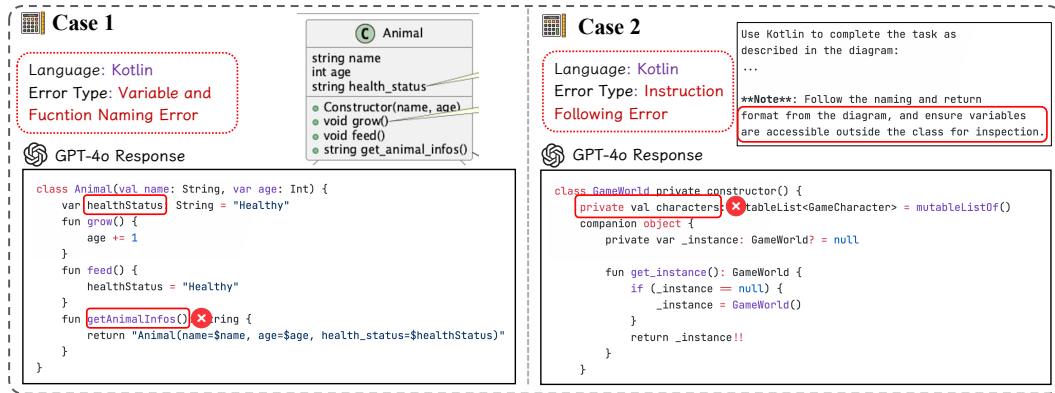 Case 1
Language: Kotlin
Error Type: Variable and
Fucntion Naming Error
C Animal
string name
int age
string health_status
Constructor(name, age)
void grow()
void feed()
string get_animal_infos()
GPT-4o Response
class Animal(val name: String, var age: Int) {
    var healthStatus: String = "Healthy"
    fun grow() {
        age += 1
    }
    fun feed() {
        healthStatus = "Healthy"
    }
    fun getAnimalInfos() tring {
        return "Animal(name=$name, age=$age, health_status=$healthStatus)"
    }
}
Case 2
Language: Kotlin
Error Type: Instruction
Following Error
Use Kotlin to complete the task as
described in the diagram:
...
**Note**: Follow the naming and return
format from the diagram, and ensure variables
are accessible outside the class for inspection.
GPT-4o Response
class GameWorld private constructor() {
    private val characters: tableList<GameCharacter> = mutableListOf()
    companion object {
        private var _instance: GameWorld? = null
        fun get_instance(): GameWorld {
            if (_instance == null) {
                _instance = GameWorld()
            }
            return _instance!!
        }
    }